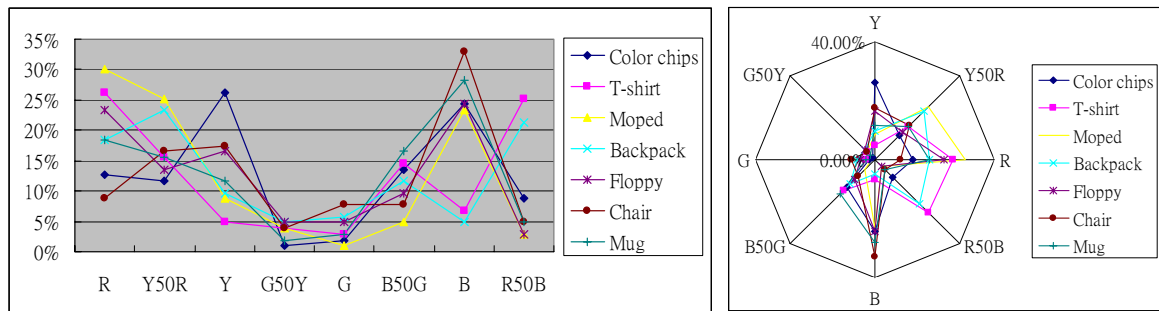 35%
30%
25%
20%
15%
10%
5%
0%
R Y50R Y G50Y G B50G B R50B
Color chips
T-shirt
Moped
Backpack
Floppy
Chair
Mug
Y
40.00%
G50Y Y50R
G 0.00% R
B50G R50B
B
Color chips
T-shirt
Moped
Backpack
Floppy
Chair
Mug